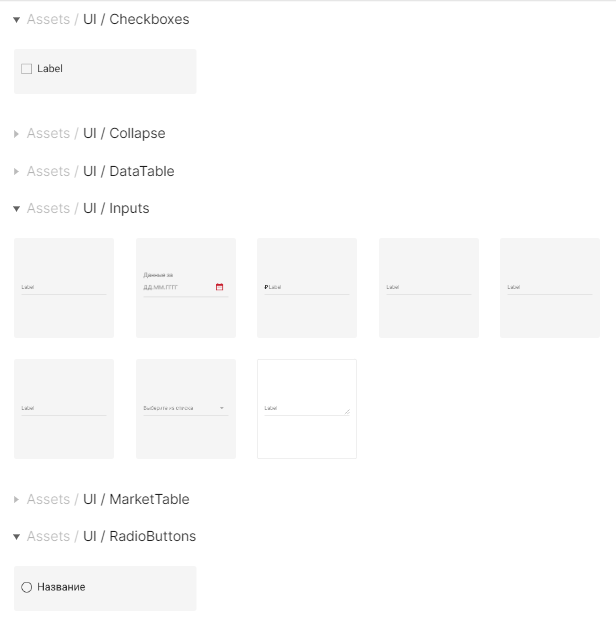 Assets / UI / Checkboxes
Label
Assets / UI / Collapse
Assets / UI / DataTable
Assets / UI / Inputs
Label
Данные за
ДД.ММ.ГГГГ
₽ Label
Label
Label
Label
Выберите из списка
Label
Assets / UI / MarketTable
Assets / UI / RadioButtons
Название